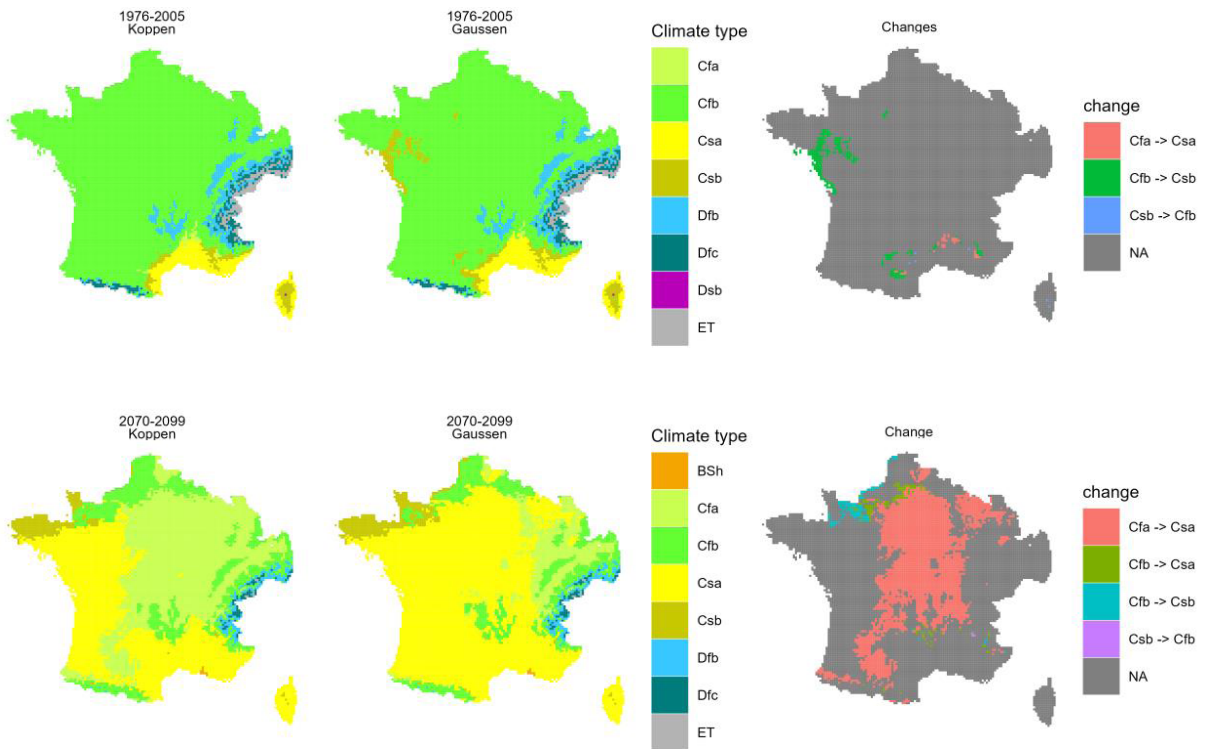 1976-2005
Koppen
1976-2005
Gaussen
Climate type
Cfa
Cfb
Csa
Csb
Dfb
Dfc
Dsb
ET
Changes
change
Cfa -> Csa
Cfb -> Csb
Csb -> Cfb
NA
2070-2099
Koppen
2070-2099
Gaussen
Climate type
BSh
Cfa
Cfb
Csa
Csb
Dfb
Dfc
ET
Change
change
Cfa -> Csa
Cfb -> Csa
Cfb -> Csb
Csb -> Cfb
NA